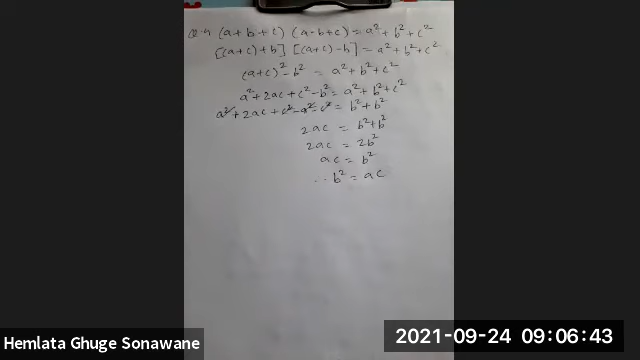 Q.4 (a+b+c) (a-b+c) = a²+b²+c²
[(a+c)+b] [(a+c)-b] = a²+b²+c²
(a+c)²-b² = a²+b²+c²
a²+2ac+c²-b² = a²+b²+c²
a²+2ac+c²-a²-c² = b²+b²
2ac = b²+b²
2ac = 2b²
ac = b²
∴ b² = ac
Hemlata Ghuge Sonawane
2021-09-24 09:06:43